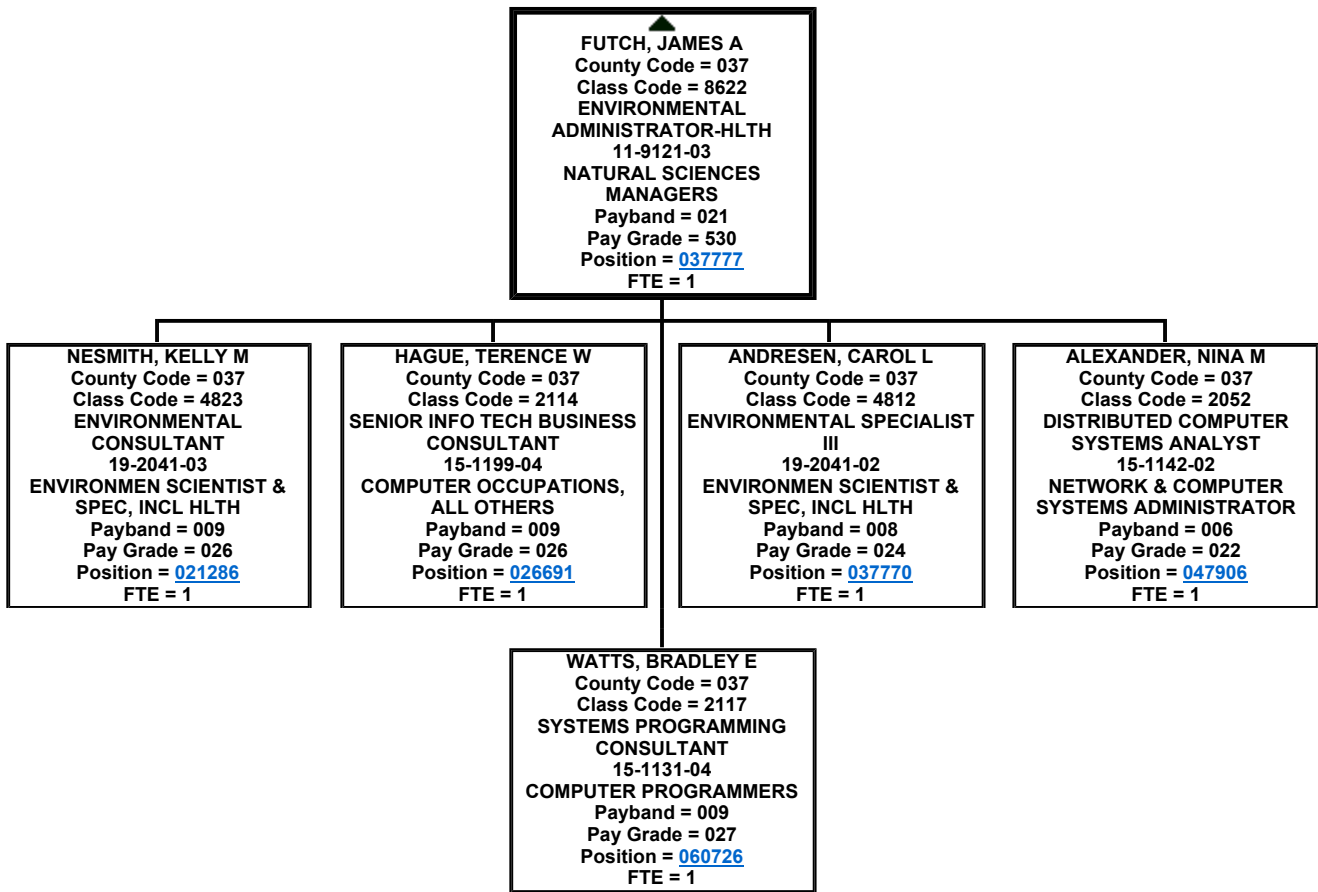 FUTCH, JAMES A
County Code = 037
Class Code = 8622
ENVIRONMENTAL
ADMINISTRATOR-HLTH
11-9121-03
NATURAL SCIENCES
MANAGERS
Payband = 021
Pay Grade = 530
Position = 037777
FTE = 1
NESMITH, KELLY M
County Code = 037
Class Code = 4823
ENVIRONMENTAL
CONSULTANT
19-2041-03
ENVIRONMEN SCIENTIST &
SPEC, INCL HLTH
Payband = 009
Pay Grade = 026
Position = 021286
FTE = 1
HAGUE, TERENCE W
County Code = 037
Class Code = 2114
SENIOR INFO TECH BUSINESS
CONSULTANT
15-1199-04
COMPUTER OCCUPATIONS,
ALL OTHERS
Payband = 009
Pay Grade = 026
Position = 026691
FTE = 1
ANDRESEN, CAROL L
County Code = 037
Class Code = 4812
ENVIRONMENTAL SPECIALIST
III
19-2041-02
ENVIRONMEN SCIENTIST &
SPEC, INCL HLTH
Payband = 008
Pay Grade = 024
Position = 037770
FTE = 1
ALEXANDER, NINA M
County Code = 037
Class Code = 2052
DISTRIBUTED COMPUTER
SYSTEMS ANALYST
15-1142-02
NETWORK & COMPUTER
SYSTEMS ADMINISTRATOR
Payband = 006
Pay Grade = 022
Position = 047906
FTE = 1
WATTS, BRADLEY E
County Code = 037
Class Code = 2117
SYSTEMS PROGRAMMING
CONSULTANT
15-1131-04
COMPUTER PROGRAMMERS
Payband = 009
Pay Grade = 027
Position = 060726
FTE = 1